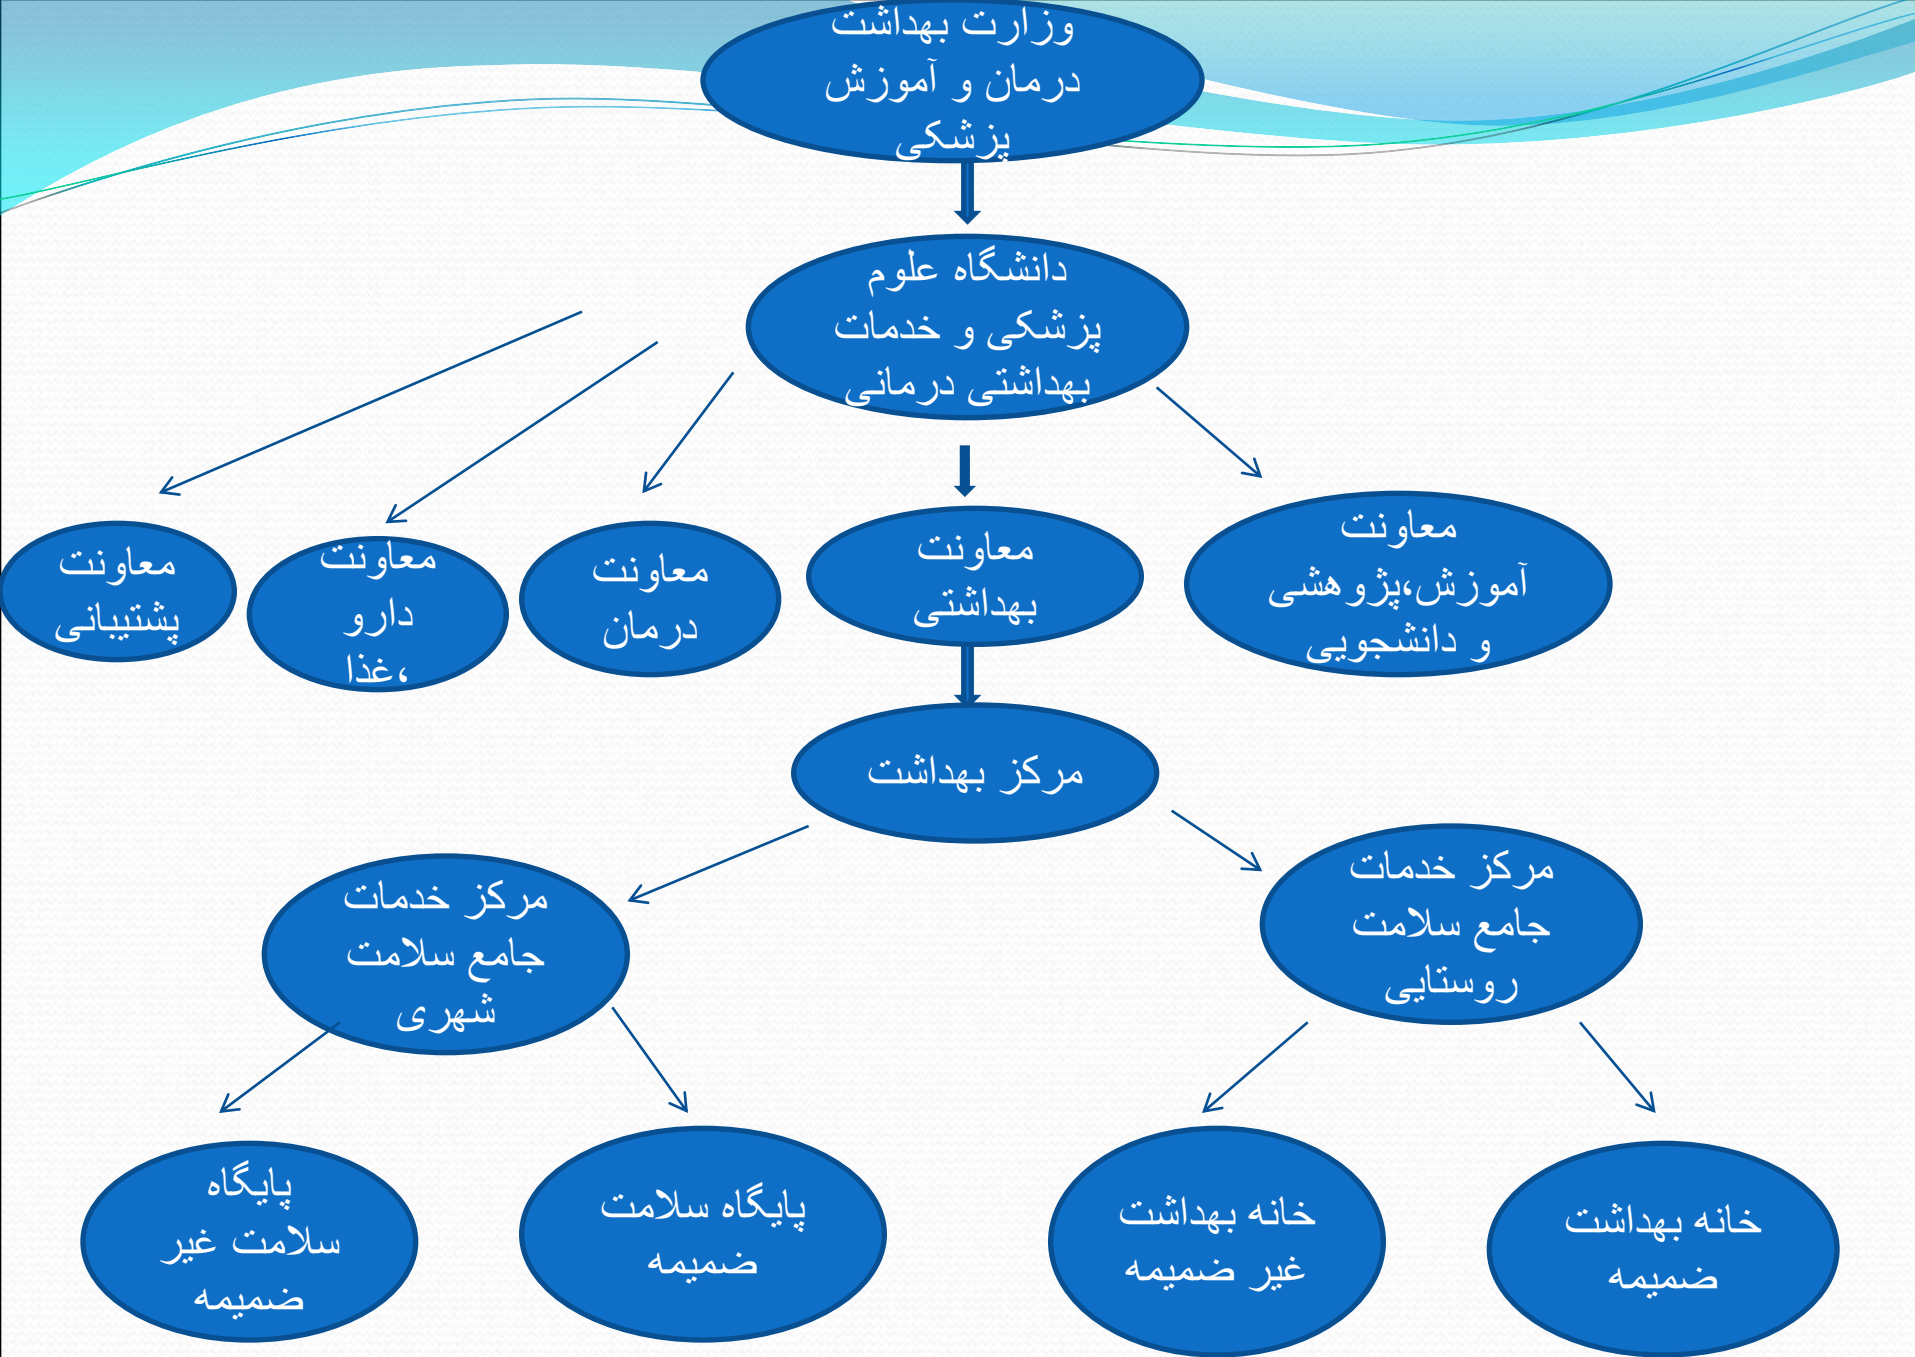 وزارت بهداشت
درمان و آموزش
پزشکی
دانشگاه علوم
پزشکی و خدمات
بهداشتی درمانی
معاونت
آموزش،پژوهشی
و دانشجویی
معاونت
بهداشتی
معاونت
درمان
معاونت
دارو
،غذا
معاونت
پشتیبانی
مرکز بهداشت
مرکز خدمات
جامع سلامت
روستایی
مرکز خدمات
جامع سلامت
شهری
خانه بهداشت
ضمیمه
خانه بهداشت
غیر ضمیمه
پایگاه سلامت
ضمیمه
پایگاه
سلامت غیر
ضمیمه